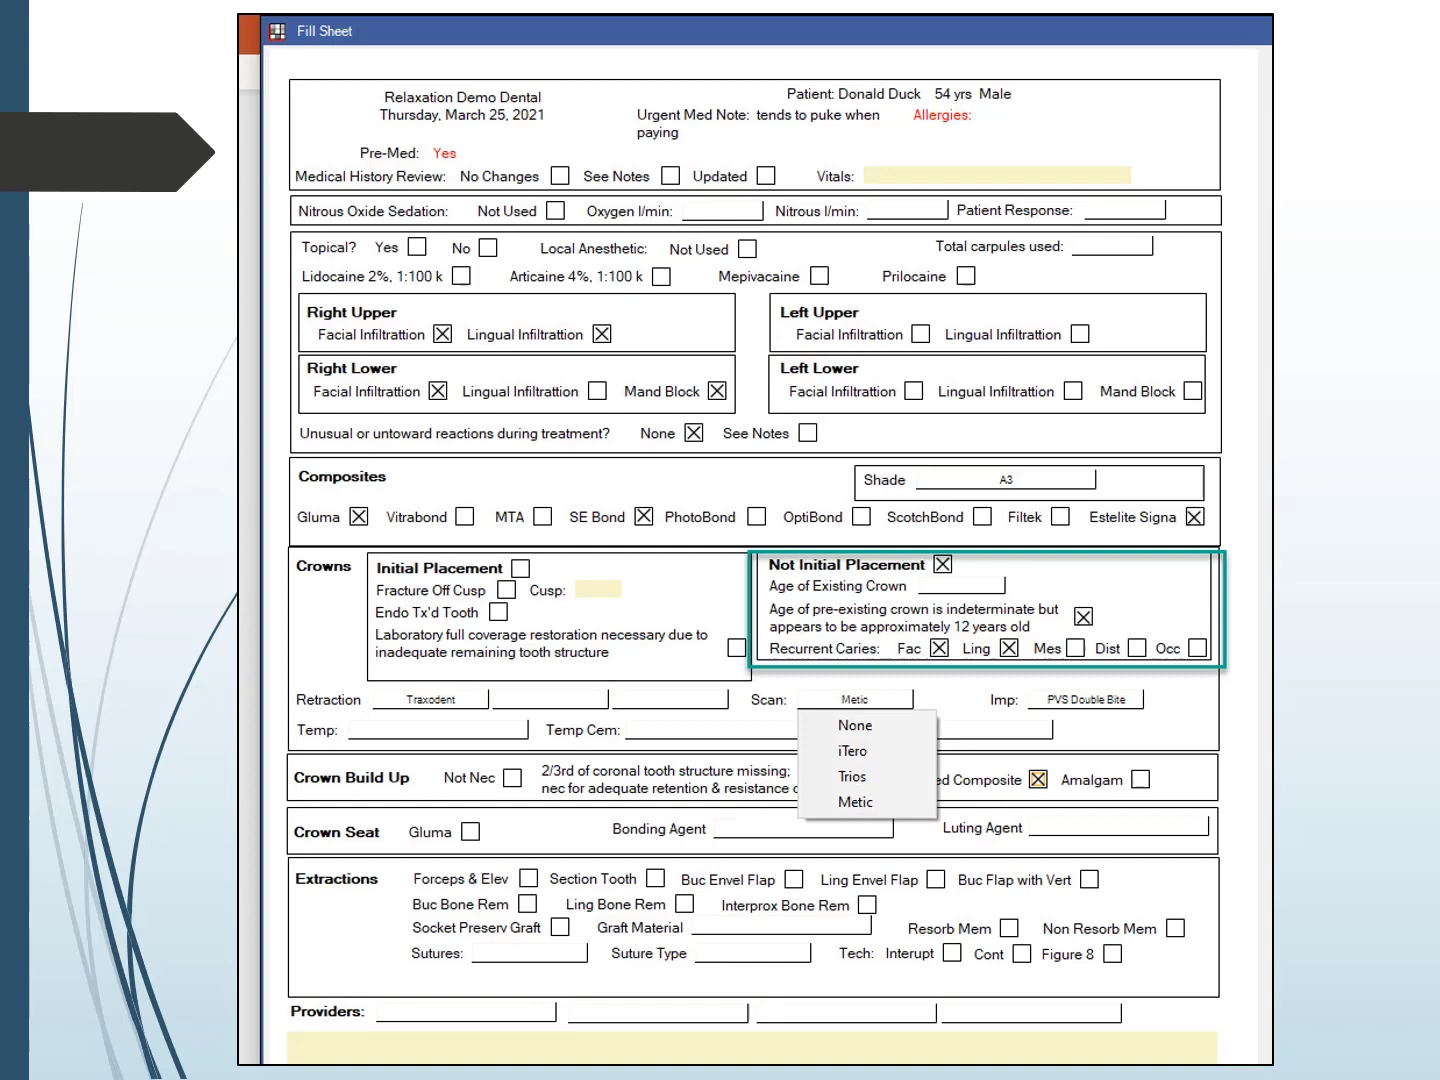 Fill Sheet
Relaxation Demo Dental
Patient: Donald Duck 54 yrs Male
Thursday, March 25, 2021
Urgent Med Note: tends to puke when
paying
Allergies:
Pre-Med: Yes
Medical History Review: No Changes See Notes Updated Vitals:
Nitrous Oxide Sedation: Not Used Oxygen l/min: Nitrous l/min: Patient Response:
Topical? Yes No Local Anesthetic: Not Used Total carpules used:
Lidocaine 2%, 1:100 k Articaine 4%, 1:100 k Mepivacaine Prilocaine
Right Upper
Facial Infiltrattion Lingual Infiltrattion
Left Upper
Facial Infiltrattion Lingual Infiltrattion
Right Lower
Facial Infiltrattion Lingual Infiltrattion Mand Block
Left Lower
Facial Infiltrattion Lingual Infiltrattion Mand Block
Unusual or untoward reactions during treatment? None See Notes
Composites
Shade A3
Gluma Vitrabond MTA SE Bond PhotoBond OptiBond ScotchBond Filtek Estelite Signa
Crowns
Initial Placement
Fracture Off Cusp Cusp:
Endo Tx'd Tooth
Laboratory full coverage restoration necessary due to
inadequate remaining tooth structure
Not Initial Placement
Age of Existing Crown
Age of pre-existing crown is indeterminate but
appears to be approximately 12 years old
Recurrent Caries: Fac Ling Mes Dist Occ
Retraction Traxodent Scan: Metic Imp: PVS Double Bite
Temp: Temp Cem:
None
iTero
Trios
Metic
Crown Build Up Not Nec
2/3rd of coronal tooth structure missing;
nec for adequate retention & resistance
ed Composite Amalgam
Crown Seat Gluma Bonding Agent Luting Agent
Extractions Forceps & Elev Section Tooth Buc Envel Flap Ling Envel Flap Buc Flap with Vert
Buc Bone Rem Ling Bone Rem Interprox Bone Rem
Socket Preserv Graft Graft Material Resorb Mem Non Resorb Mem
Sutures: Suture Type Tech: Interupt Cont Figure 8
Providers: